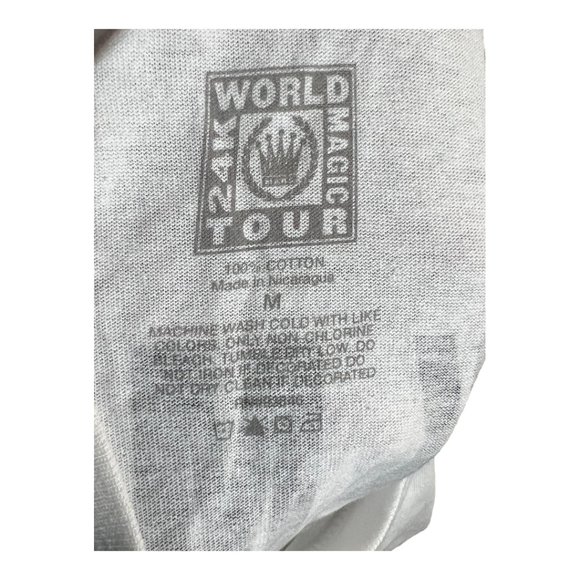 WORLD
24K
MAGIC
MARS
TOUR
100% COTTON
Made in Nicaragua
M
MACHINE WASH COLD WITH LIKE
COLORS, ONLY NON-CHLORINE
BLEACH. TUMBLE DRY LOW. DO
NOT IRON IF DECORATED DO
NOT DRY CLEAN IF DECORATED